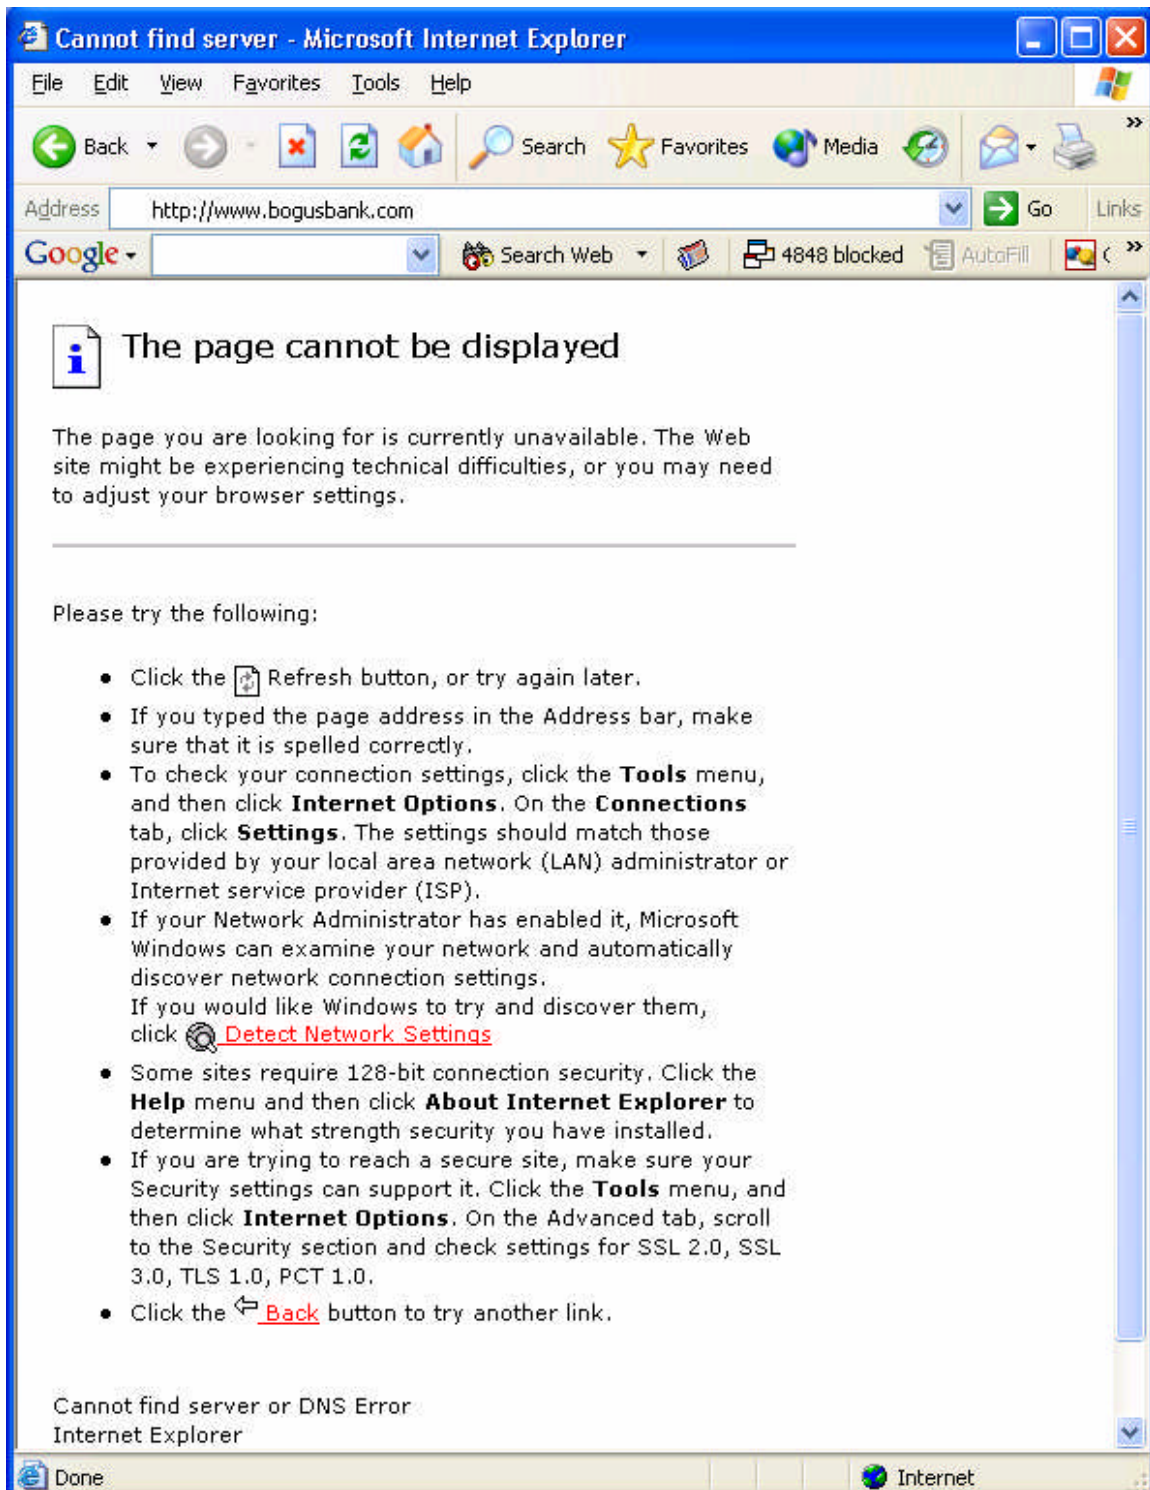 Cannot find server - Microsoft Internet Explorer
File Edit View Favorites Tools Help
Back Search Favorites Media »
Address http://www.bogusbank.com Go Links
Google Search Web 4848 blocked AutoFill »
The page cannot be displayed
The page you are looking for is currently unavailable. The Web
site might be experiencing technical difficulties, or you may need
to adjust your browser settings.
Please try the following:
• Click the Refresh button, or try again later.
• If you typed the page address in the Address bar, make
sure that it is spelled correctly.
• To check your connection settings, click the Tools menu,
and then click Internet Options. On the Connections
tab, click Settings. The settings should match those
provided by your local area network (LAN) administrator or
Internet service provider (ISP).
• If your Network Administrator has enabled it, Microsoft
Windows can examine your network and automatically
discover network connection settings.
If you would like Windows to try and discover them,
click Detect Network Settings
• Some sites require 128-bit connection security. Click the
Help menu and then click About Internet Explorer to
determine what strength security you have installed.
• If you are trying to reach a secure site, make sure your
Security settings can support it. Click the Tools menu, and
then click Internet Options. On the Advanced tab, scroll
to the Security section and check settings for SSL 2.0, SSL
3.0, TLS 1.0, PCT 1.0.
• Click the Back button to try another link.
Cannot find server or DNS Error
Internet Explorer
Done Internet